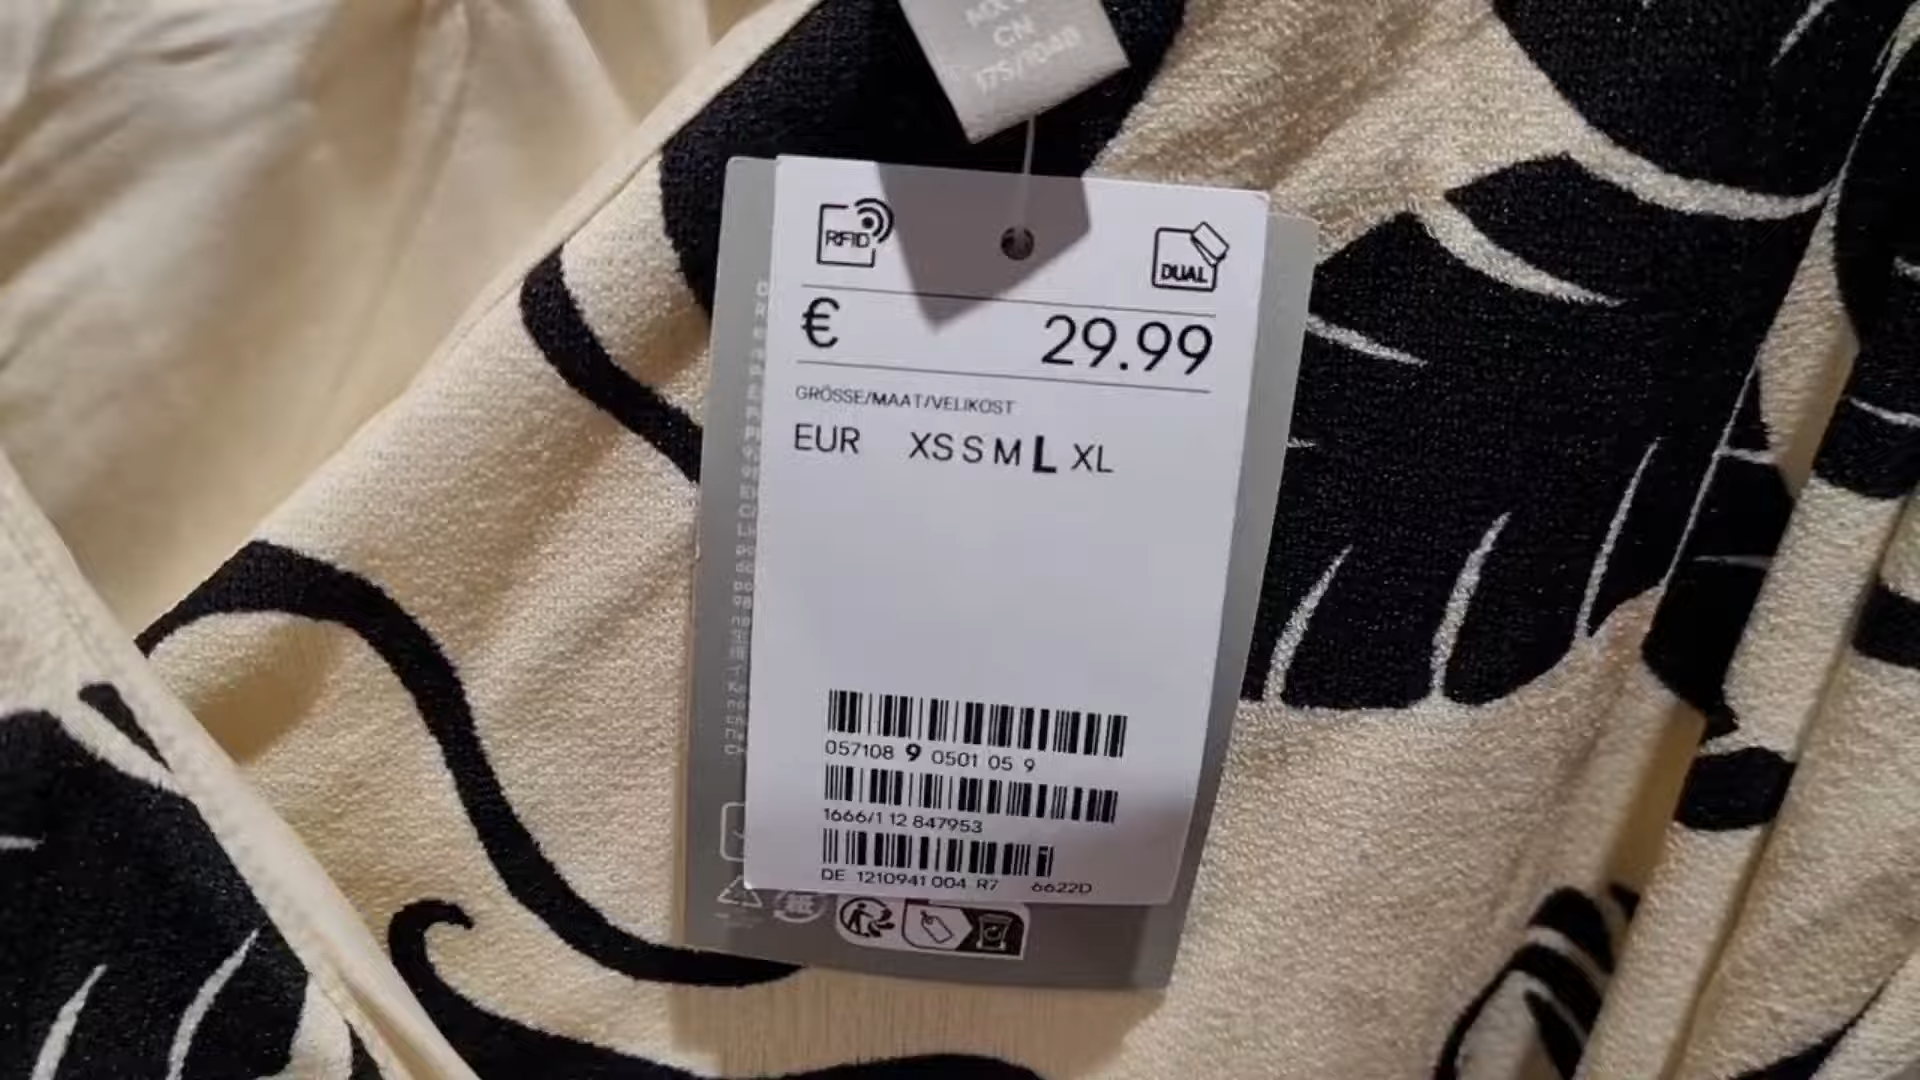 CN
RFID
DUAL
€ 29.99
GRÖSSE/MAAT/VELIKOST
EUR XS S M L XL
057108 9 0501 05 9
1666/1 12 847953
DE 1210941 004 R7 6622D